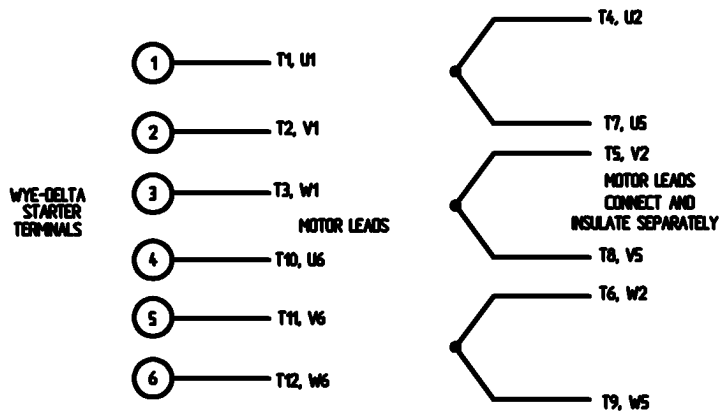 T4, U2
1 T1, U1
T7, U5
2 T2, V1
T5, V2
WYE-DELTA
STARTER
TERMINALS
3 T3, W1
MOTOR LEADS
MOTOR LEADS
CONNECT AND
INSULATE SEPARATELY
4 T10, U6
T8, V5
T6, W2
5 T11, V6
6 T12, W6
T9, W5